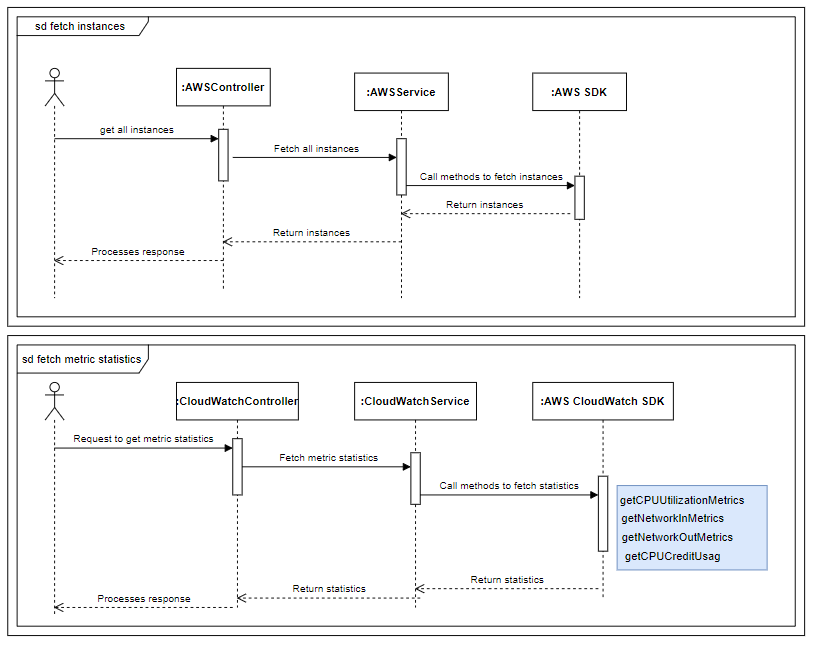 sd fetch instances
:AWSController
:AWSService
:AWS SDK
get all instances
Fetch all instances
Call methods to fetch instances
Return instances
Return instances
Processes response
sd fetch metric statistics
:CloudWatchController
:CloudWatchService
:AWS CloudWatch SDK
Request to get metric statistics
Fetch metric statistics
Call methods to fetch statistics
getCPUUtilizationMetrics
getNetworkInMetrics
getNetworkOutMetrics
getCPUCreditUsag
Return statistics
Return statistics
Processes response